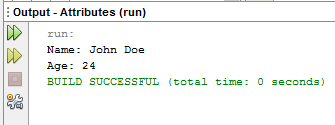 Output - Attributes (run)
run:
Name: John Doe
Age: 24
BUILD SUCCESSFUL (total time: 0 seconds)